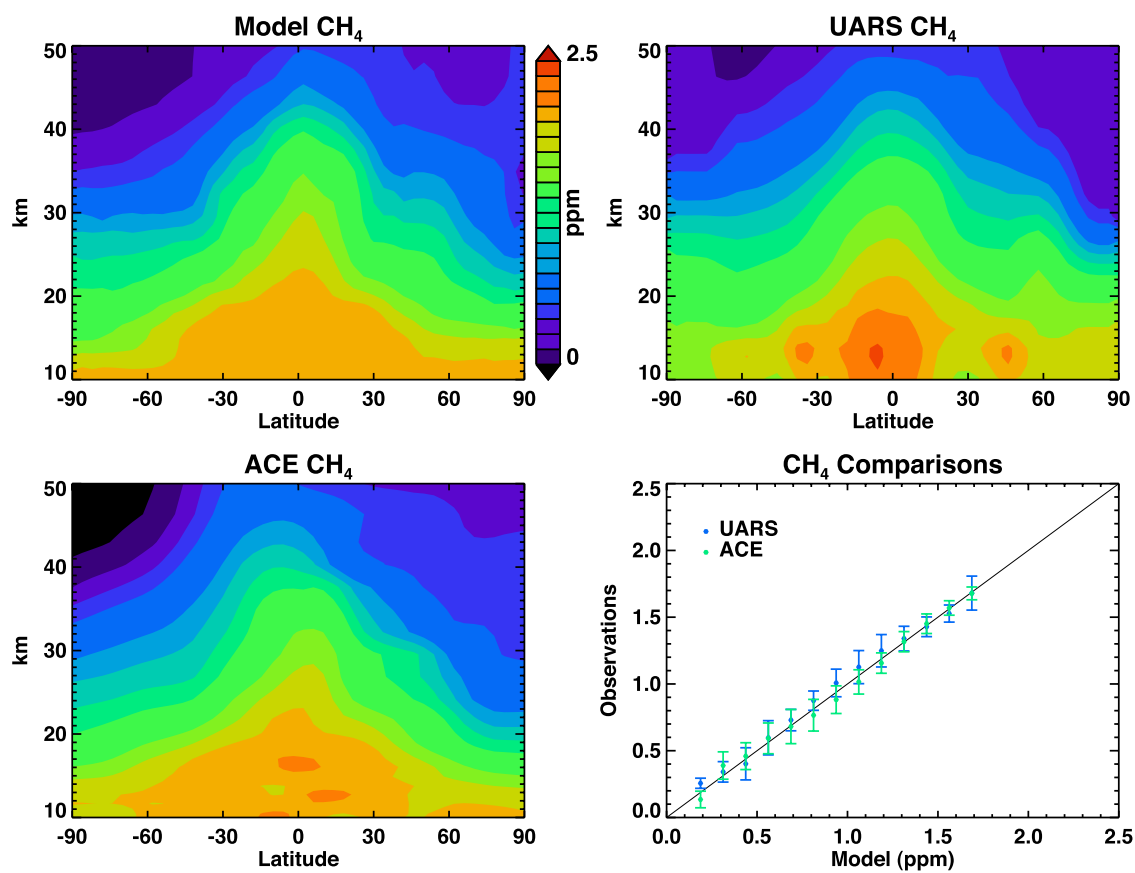 Model CH4
50
40
30
20
10
km
-90 -60 -30 0 30 60 90
Latitude
2.5
ppm
0
UARS CH4
50
40
30
20
10
km
-90 -60 -30 0 30 60 90
Latitude
ACE CH4
50
40
30
20
10
km
-90 -60 -30 0 30 60 90
Latitude
CH4 Comparisons
2.5
2.0
1.5
1.0
0.5
0.0
Observations
UARS
ACE
0.0 0.5 1.0 1.5 2.0 2.5
Model (ppm)